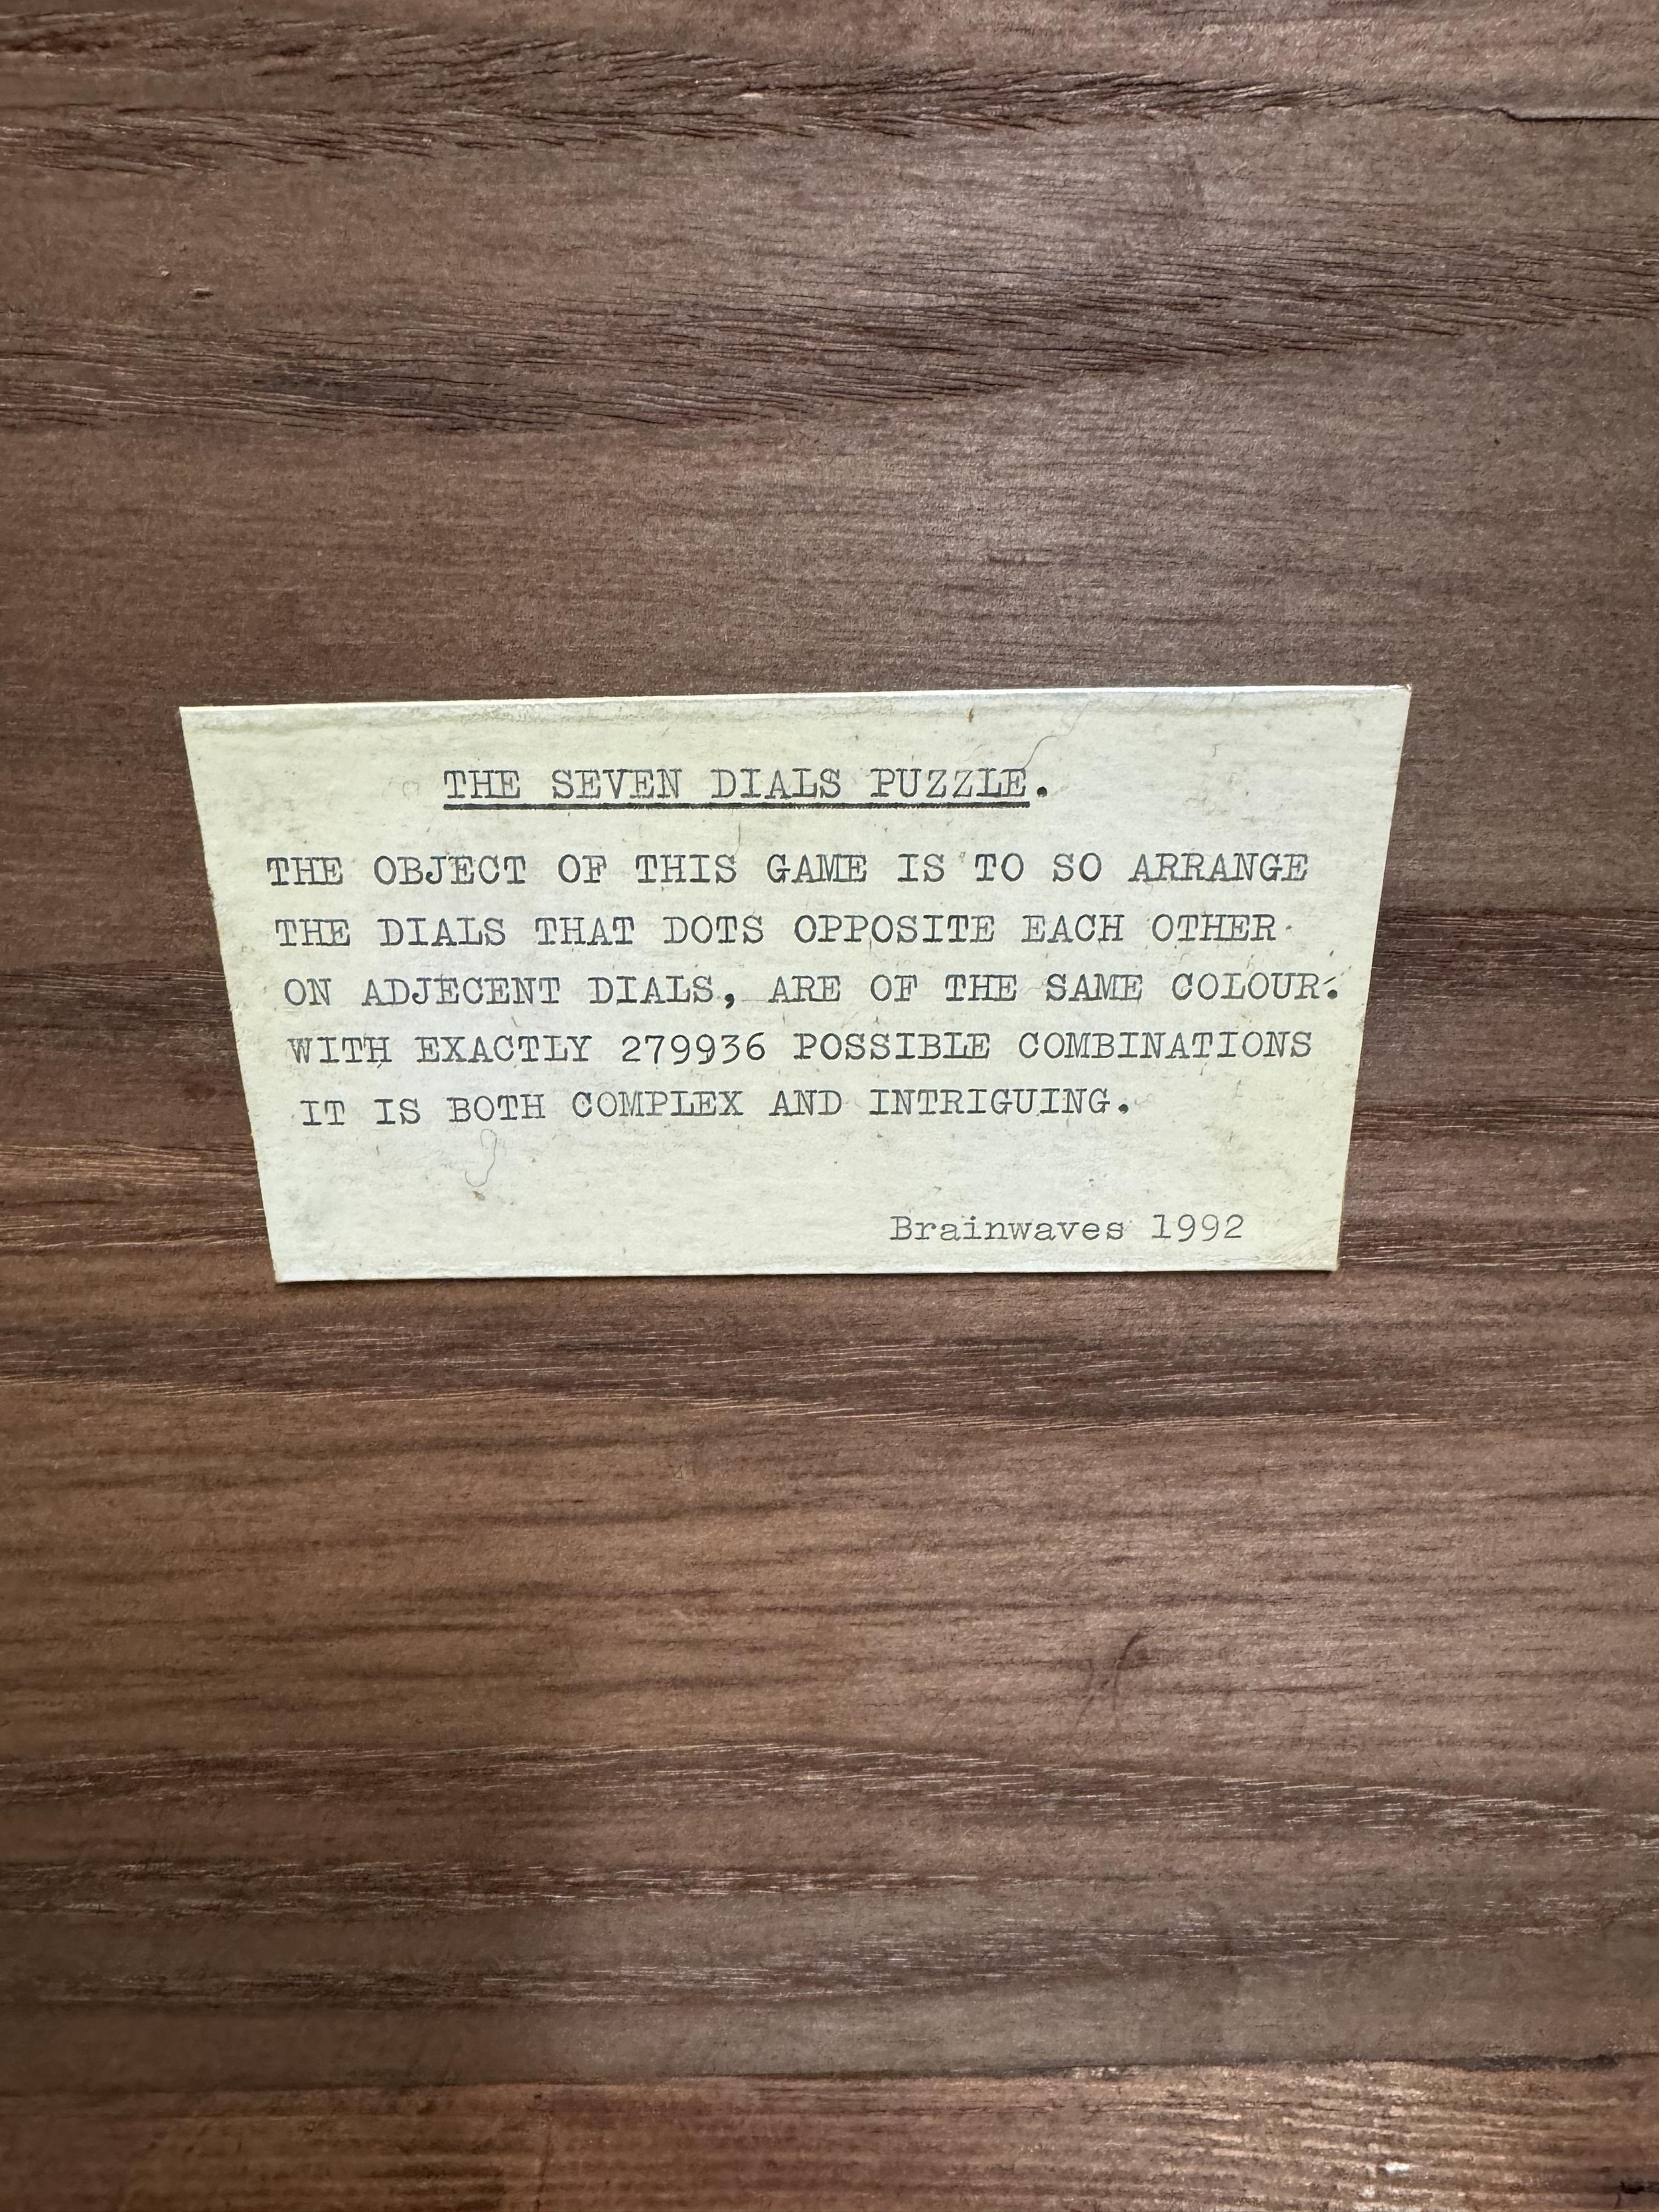 THE SEVEN DIALS PUZZLE.
THE OBJECT OF THIS GAME IS TO SO ARRANGE
THE DIALS THAT DOTS OPPOSITE EACH OTHER
ON ADJECENT DIALS, ARE OF THE SAME COLOUR.
WITH EXACTLY 279936 POSSIBLE COMBINATIONS
IT IS BOTH COMPLEX AND INTRIGUING.
Brainwaves 1992